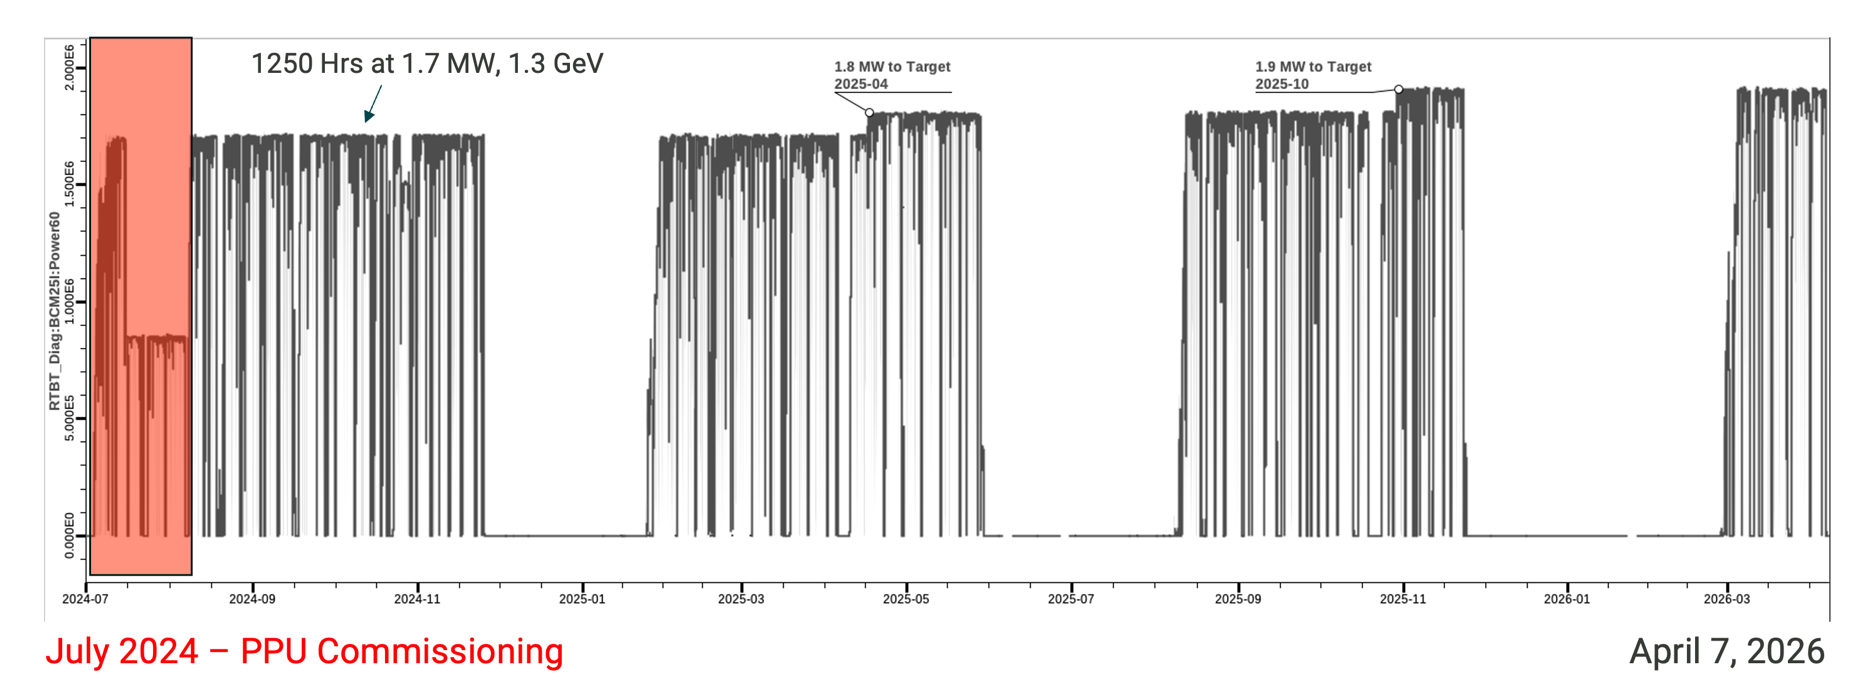 1250 Hrs at 1.7 MW, 1.3 GeV
1.8 MW to Target
2025-04
1.9 MW to Target
2025-10
RTBT_Diag:BCM25I:Power60
2.000E6
1.500E6
1.000E6
5.000E5
0.000E0
2024-07
2024-09
2024-11
2025-01
2025-03
2025-05
2025-07
2025-09
2025-11
2026-01
2026-03
July 2024 – PPU Commissioning
April 7, 2026